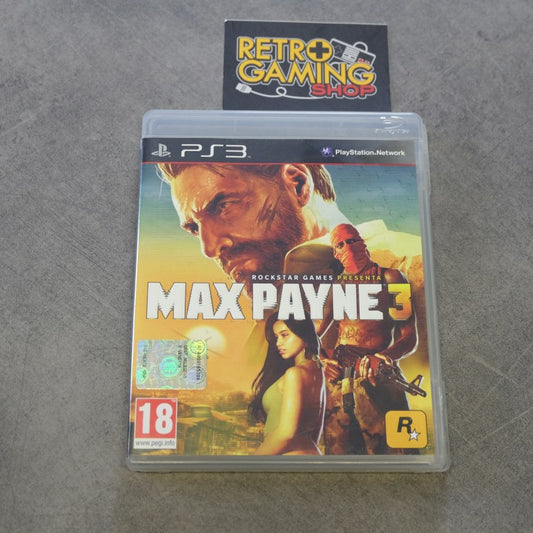 RETRO
GAMING
SHOP
PS3
PlayStation Network
ROCKSTAR GAMES PRESENTA
MAX PAYNE 3
18
www.pegi.info
R